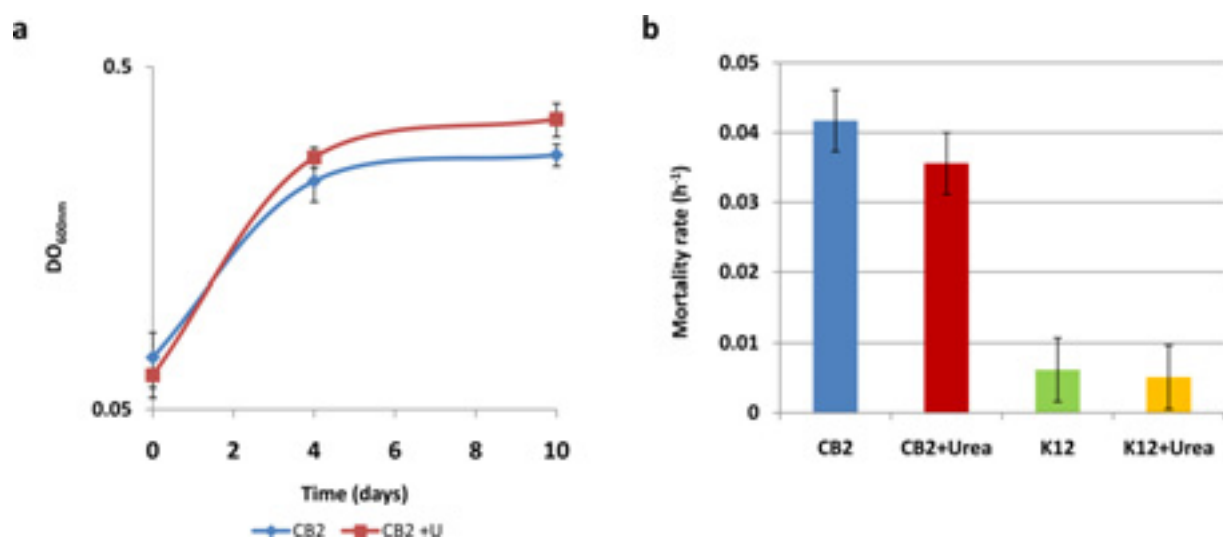 a
0.5
0.05
DO600nm
0 2 4 6 8 10
Time (days)
CB2 CB2 +U
b
0.05
0.04
0.03
0.02
0.01
0
Mortality rate (h-1)
CB2 CB2+Urea K12 K12+Urea